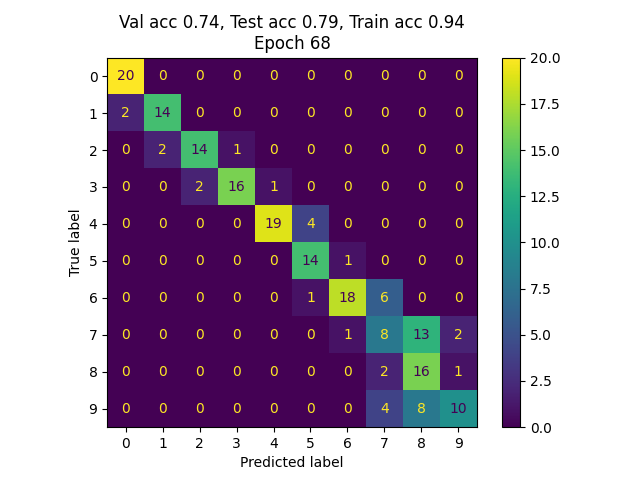 Val acc 0.74, Test acc 0.79, Train acc 0.94
Epoch 68
0 20 0 0 0 0 0 0 0 0 0
1 2 14 0 0 0 0 0 0 0 0
2 0 2 14 1 0 0 0 0 0 0
3 0 0 2 16 1 0 0 0 0 0
4 0 0 0 0 19 4 0 0 0 0
5 0 0 0 0 0 14 1 0 0 0
6 0 0 0 0 0 1 18 6 0 0
7 0 0 0 0 0 0 1 8 13 2
8 0 0 0 0 0 0 0 2 16 1
9 0 0 0 0 0 0 0 4 8 10
0 1 2 3 4 5 6 7 8 9
True label
Predicted label
20.0
17.5
15.0
12.5
10.0
7.5
5.0
2.5
0.0